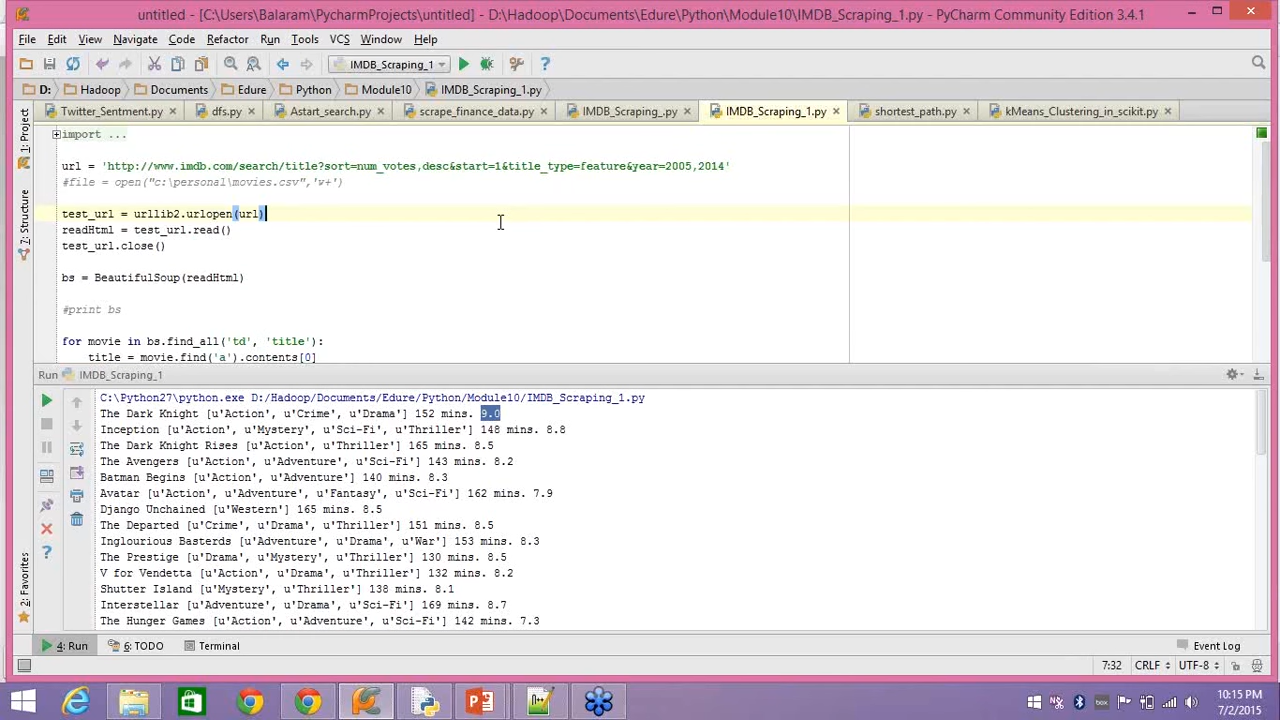 untitled - [C:\Users\Balaram\PycharmProjects\untitled] - D:\Hadoop\Documents\Edure\Python\Module10\IMDB_Scraping_1.py - PyCharm Community Edition 3.4.1
File Edit View Navigate Code Refactor Run Tools VCS Window Help
IMDB_Scraping_1
D: Hadoop Documents Edure Python Module10 IMDB_Scraping_1.py
Twitter_Sentment.py dfs.py Astart_search.py scrape_finance_data.py IMDB_Scraping_.py IMDB_Scraping_1.py shortest_path.py kMeans_Clustering_in_scikit.py
1: Project
7: Structure
2: Favorites
import ...
url = 'http://www.imdb.com/search/title?sort=num_votes,desc&start=1&title_type=feature&year=2005,2014'
#file = open("c:\personal\movies.csv",'w+')
test_url = urllib2.urlopen(url)
readHtml = test_url.read()
test_url.close()
bs = BeautifulSoup(readHtml)
#print bs
for movie in bs.find_all('td', 'title'):
title = movie.find('a').contents[0]
Run IMDB_Scraping_1
C:\Python27\python.exe D:/Hadoop/Documents/Edure/Python/Module10/IMDB_Scraping_1.py
The Dark Knight [u'Action', u'Crime', u'Drama'] 152 mins. 9.0
Inception [u'Action', u'Mystery', u'Sci-Fi', u'Thriller'] 148 mins. 8.8
The Dark Knight Rises [u'Action', u'Thriller'] 165 mins. 8.5
The Avengers [u'Action', u'Adventure', u'Sci-Fi'] 143 mins. 8.2
Batman Begins [u'Action', u'Adventure'] 140 mins. 8.3
Avatar [u'Action', u'Adventure', u'Fantasy', u'Sci-Fi'] 162 mins. 7.9
Django Unchained [u'Western'] 165 mins. 8.5
The Departed [u'Crime', u'Drama', u'Thriller'] 151 mins. 8.5
Inglourious Basterds [u'Adventure', u'Drama', u'War'] 153 mins. 8.3
The Prestige [u'Drama', u'Mystery', u'Thriller'] 130 mins. 8.5
V for Vendetta [u'Action', u'Drama', u'Thriller'] 132 mins. 8.2
Shutter Island [u'Mystery', u'Thriller'] 138 mins. 8.1
Interstellar [u'Adventure', u'Drama', u'Sci-Fi'] 169 mins. 8.7
The Hunger Games [u'Action', u'Adventure', u'Sci-Fi'] 142 mins. 7.3
4: Run 6: TODO Terminal Event Log
7:32 CRLF UTF-8
10:15 PM
7/2/2015